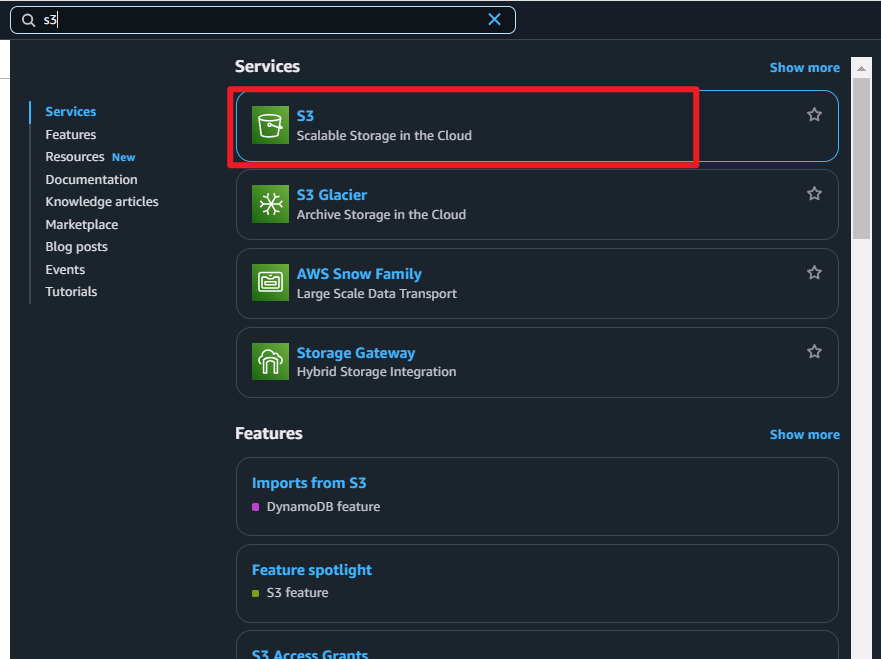 s3
Services
Show more
Services
Features
Resources New
Documentation
Knowledge articles
Marketplace
Blog posts
Events
Tutorials
S3
Scalable Storage in the Cloud
S3 Glacier
Archive Storage in the Cloud
AWS Snow Family
Large Scale Data Transport
Storage Gateway
Hybrid Storage Integration
Features
Show more
Imports from S3
DynamoDB feature
Feature spotlight
S3 feature
S3 Access Grants